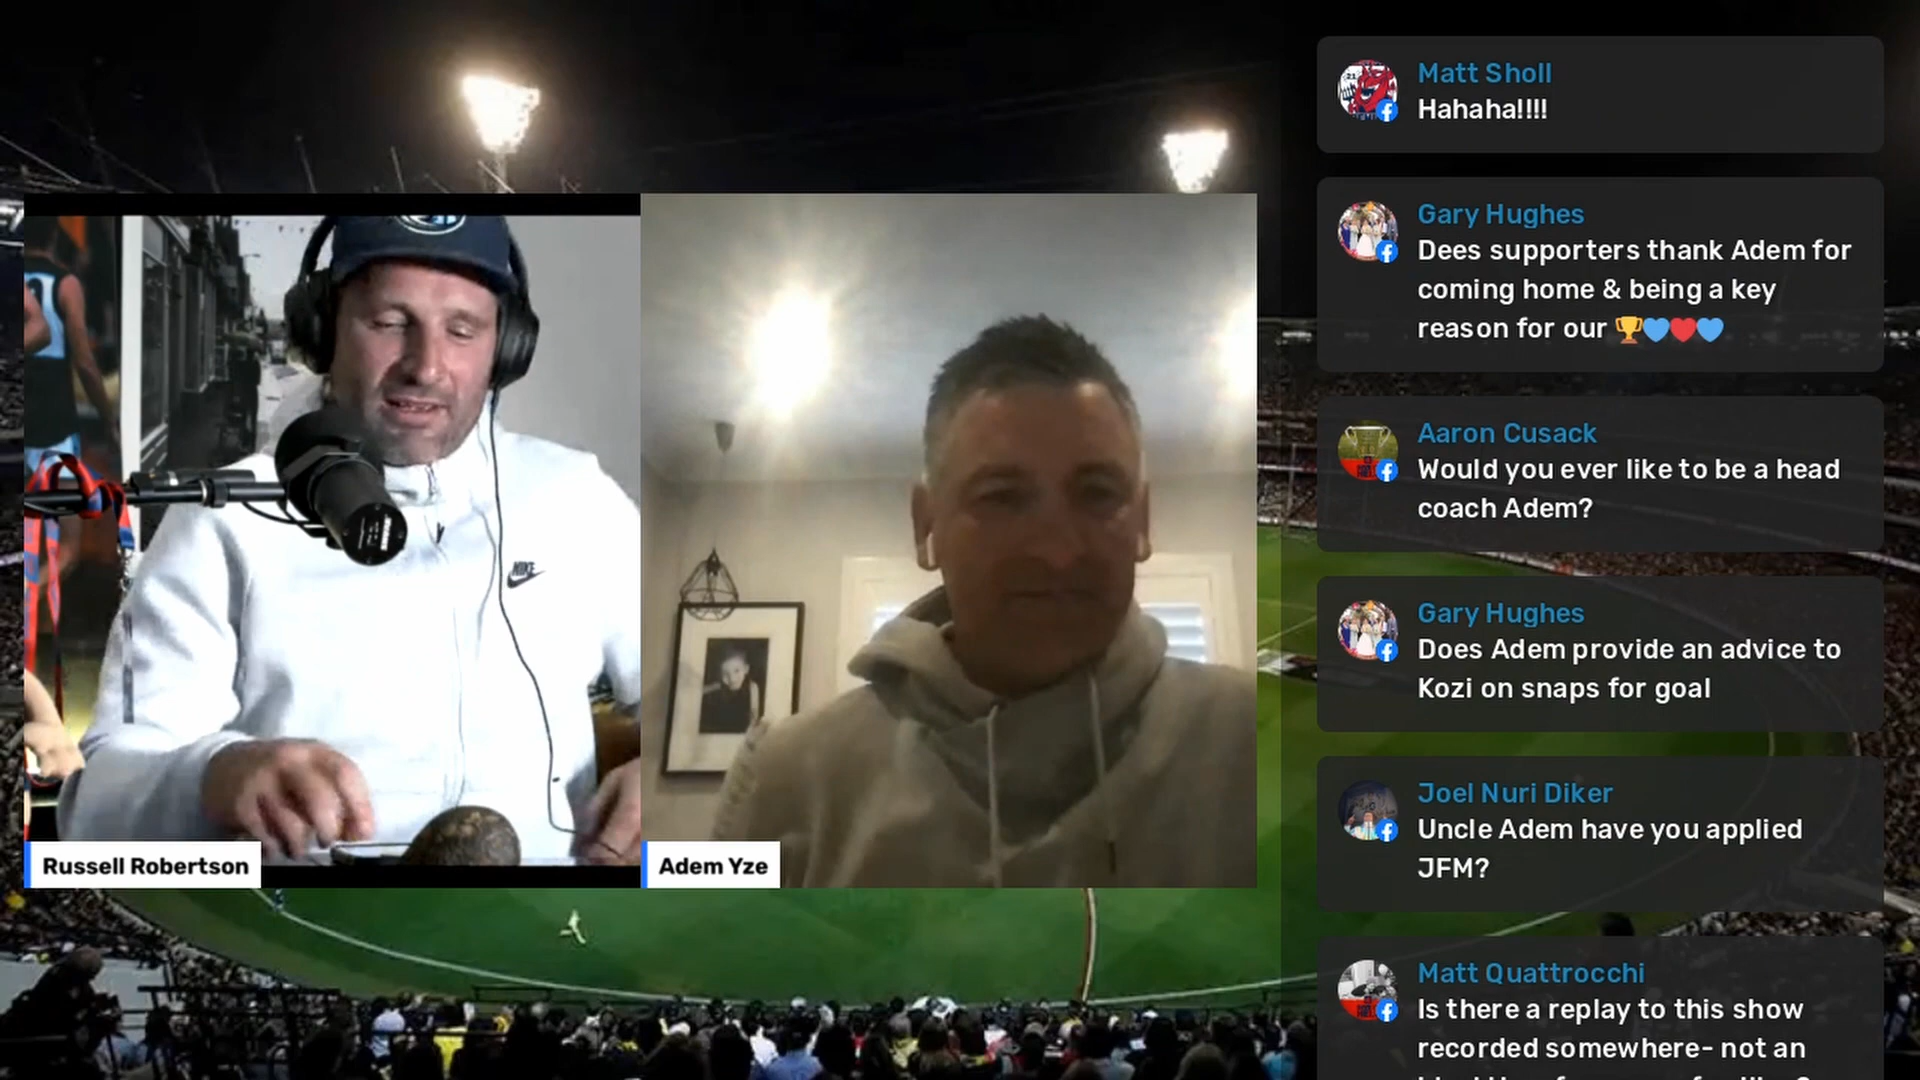 Matt Sholl
Hahaha!!!!
Gary Hughes
Dees supporters thank Adem for
coming home & being a key
reason for our 🏆💙❤️💙
Aaron Cusack
Would you ever like to be a head
coach Adem?
Gary Hughes
Does Adem provide an advice to
Kozi on snaps for goal
Joel Nuri Diker
Uncle Adem have you applied
JFM?
Matt Quattrocchi
Is there a replay to this show
recorded somewhere- not an
NIKE
Russell Robertson
Adem Yze